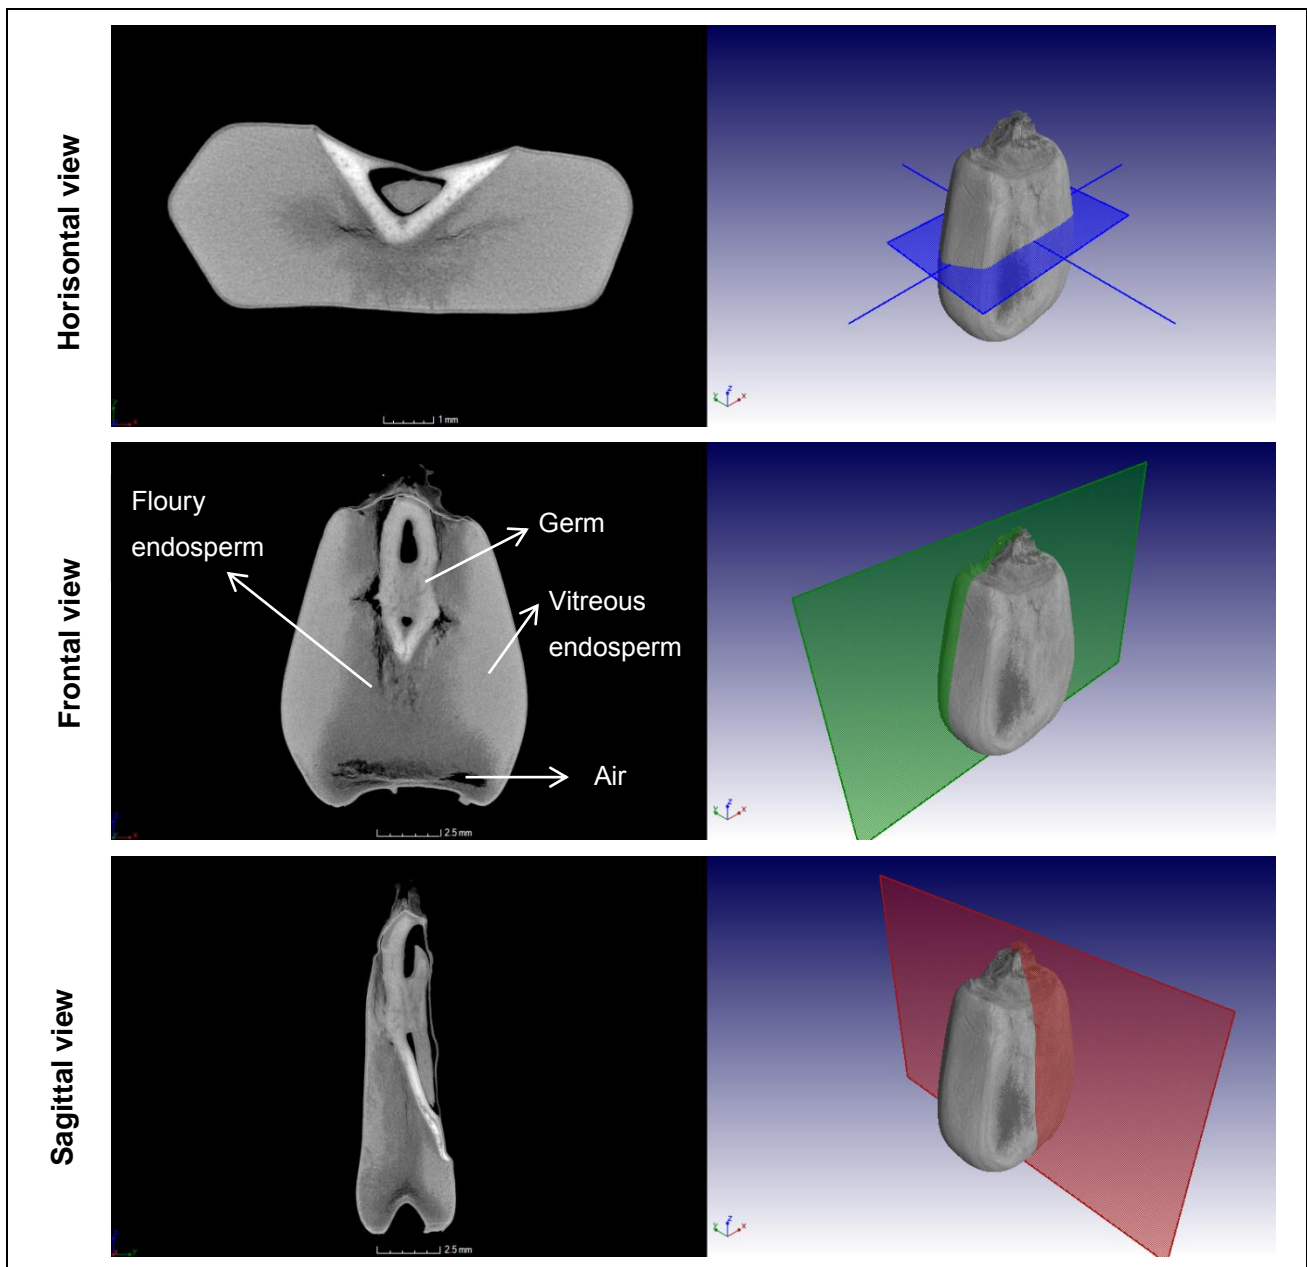 Horisontal view
1 mm
z
y
x
Frontal view
Floury
endosperm
Germ
Vitreous
endosperm
Air
2.5 mm
z
y
x
Sagittal view
2.5 mm
z
y
x